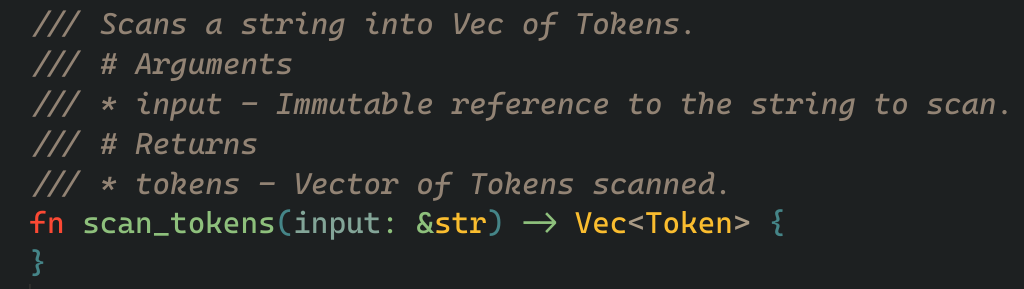 /// Scans a string into Vec of Tokens.
/// # Arguments
/// * input - Immutable reference to the string to scan.
/// # Returns
/// * tokens - Vector of Tokens scanned.
fn scan_tokens(input: &str) -> Vec<Token> {
}